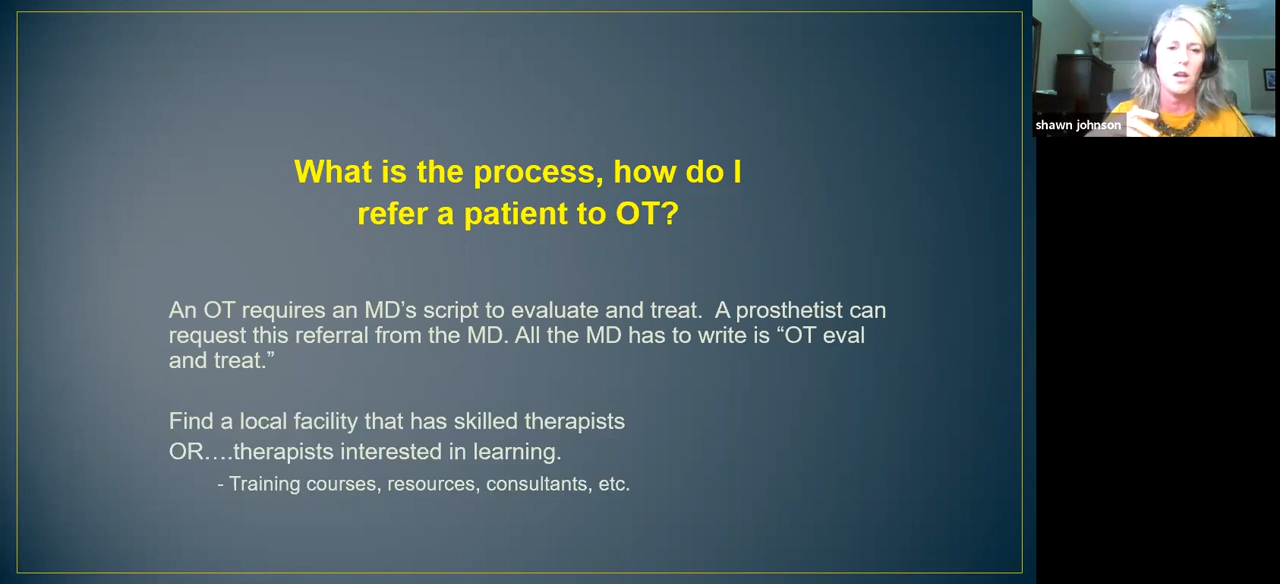 What is the process, how do I
refer a patient to OT?
An OT requires an MD’s script to evaluate and treat.  A prosthetist can
request this referral from the MD. All the MD has to write is “OT eval
and treat.”
Find a local facility that has skilled therapists
OR….therapists interested in learning.
- Training courses, resources, consultants, etc.
shawn johnson